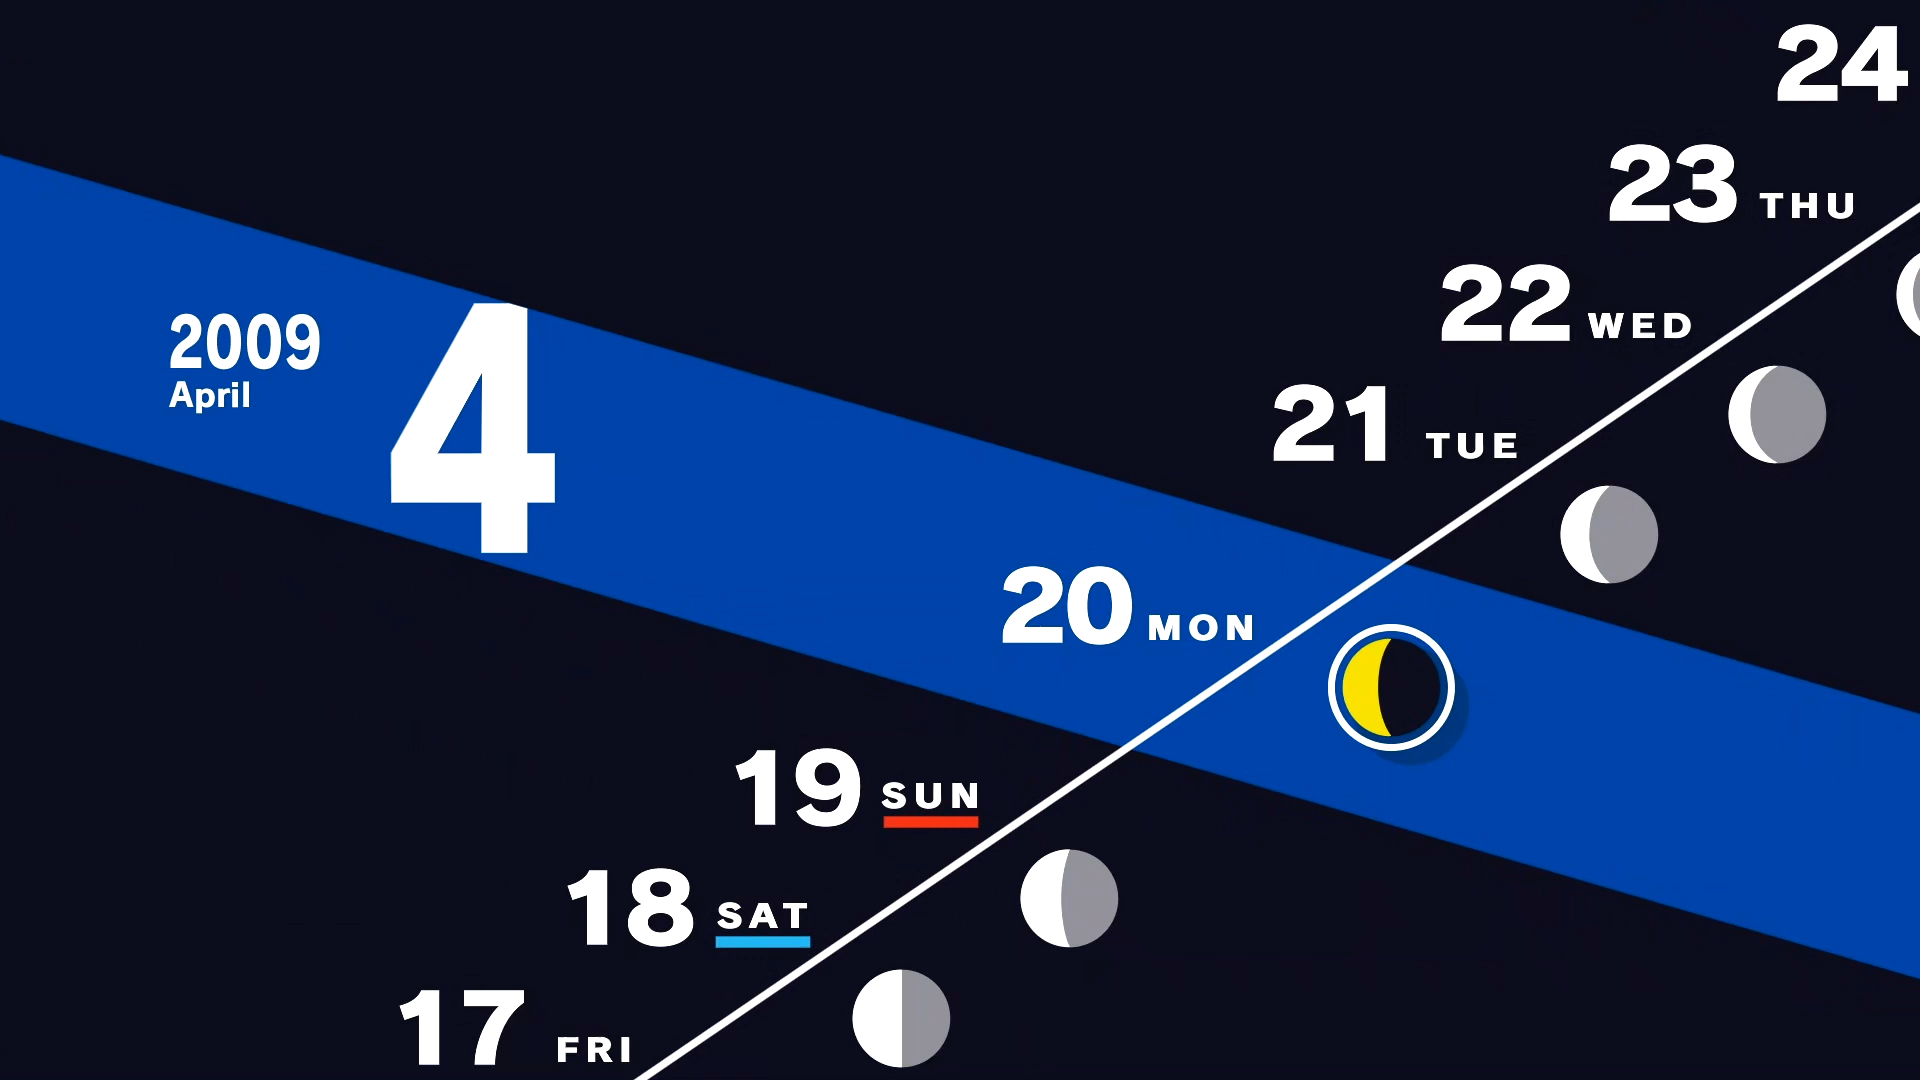 24
23 THU
22 WED
2009
April
4
21 TUE
20 MON
19 SUN
18 SAT
17 FRI